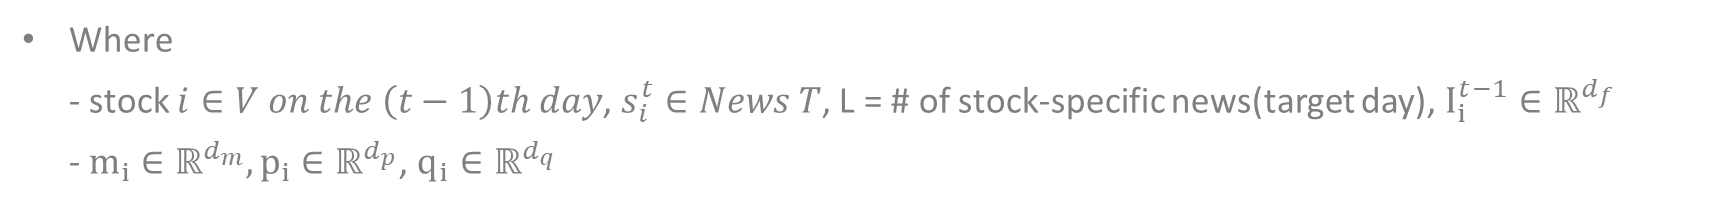 • Where
- stock i ∈ V on the (t − 1)th day, s_i^t ∈ News T, L = # of stock-specific news(target day), I_i^{t−1} ∈ ℝ^{d_f}
- m_i ∈ ℝ^{d_m}, p_i ∈ ℝ^{d_p}, q_i ∈ ℝ^{d_q}